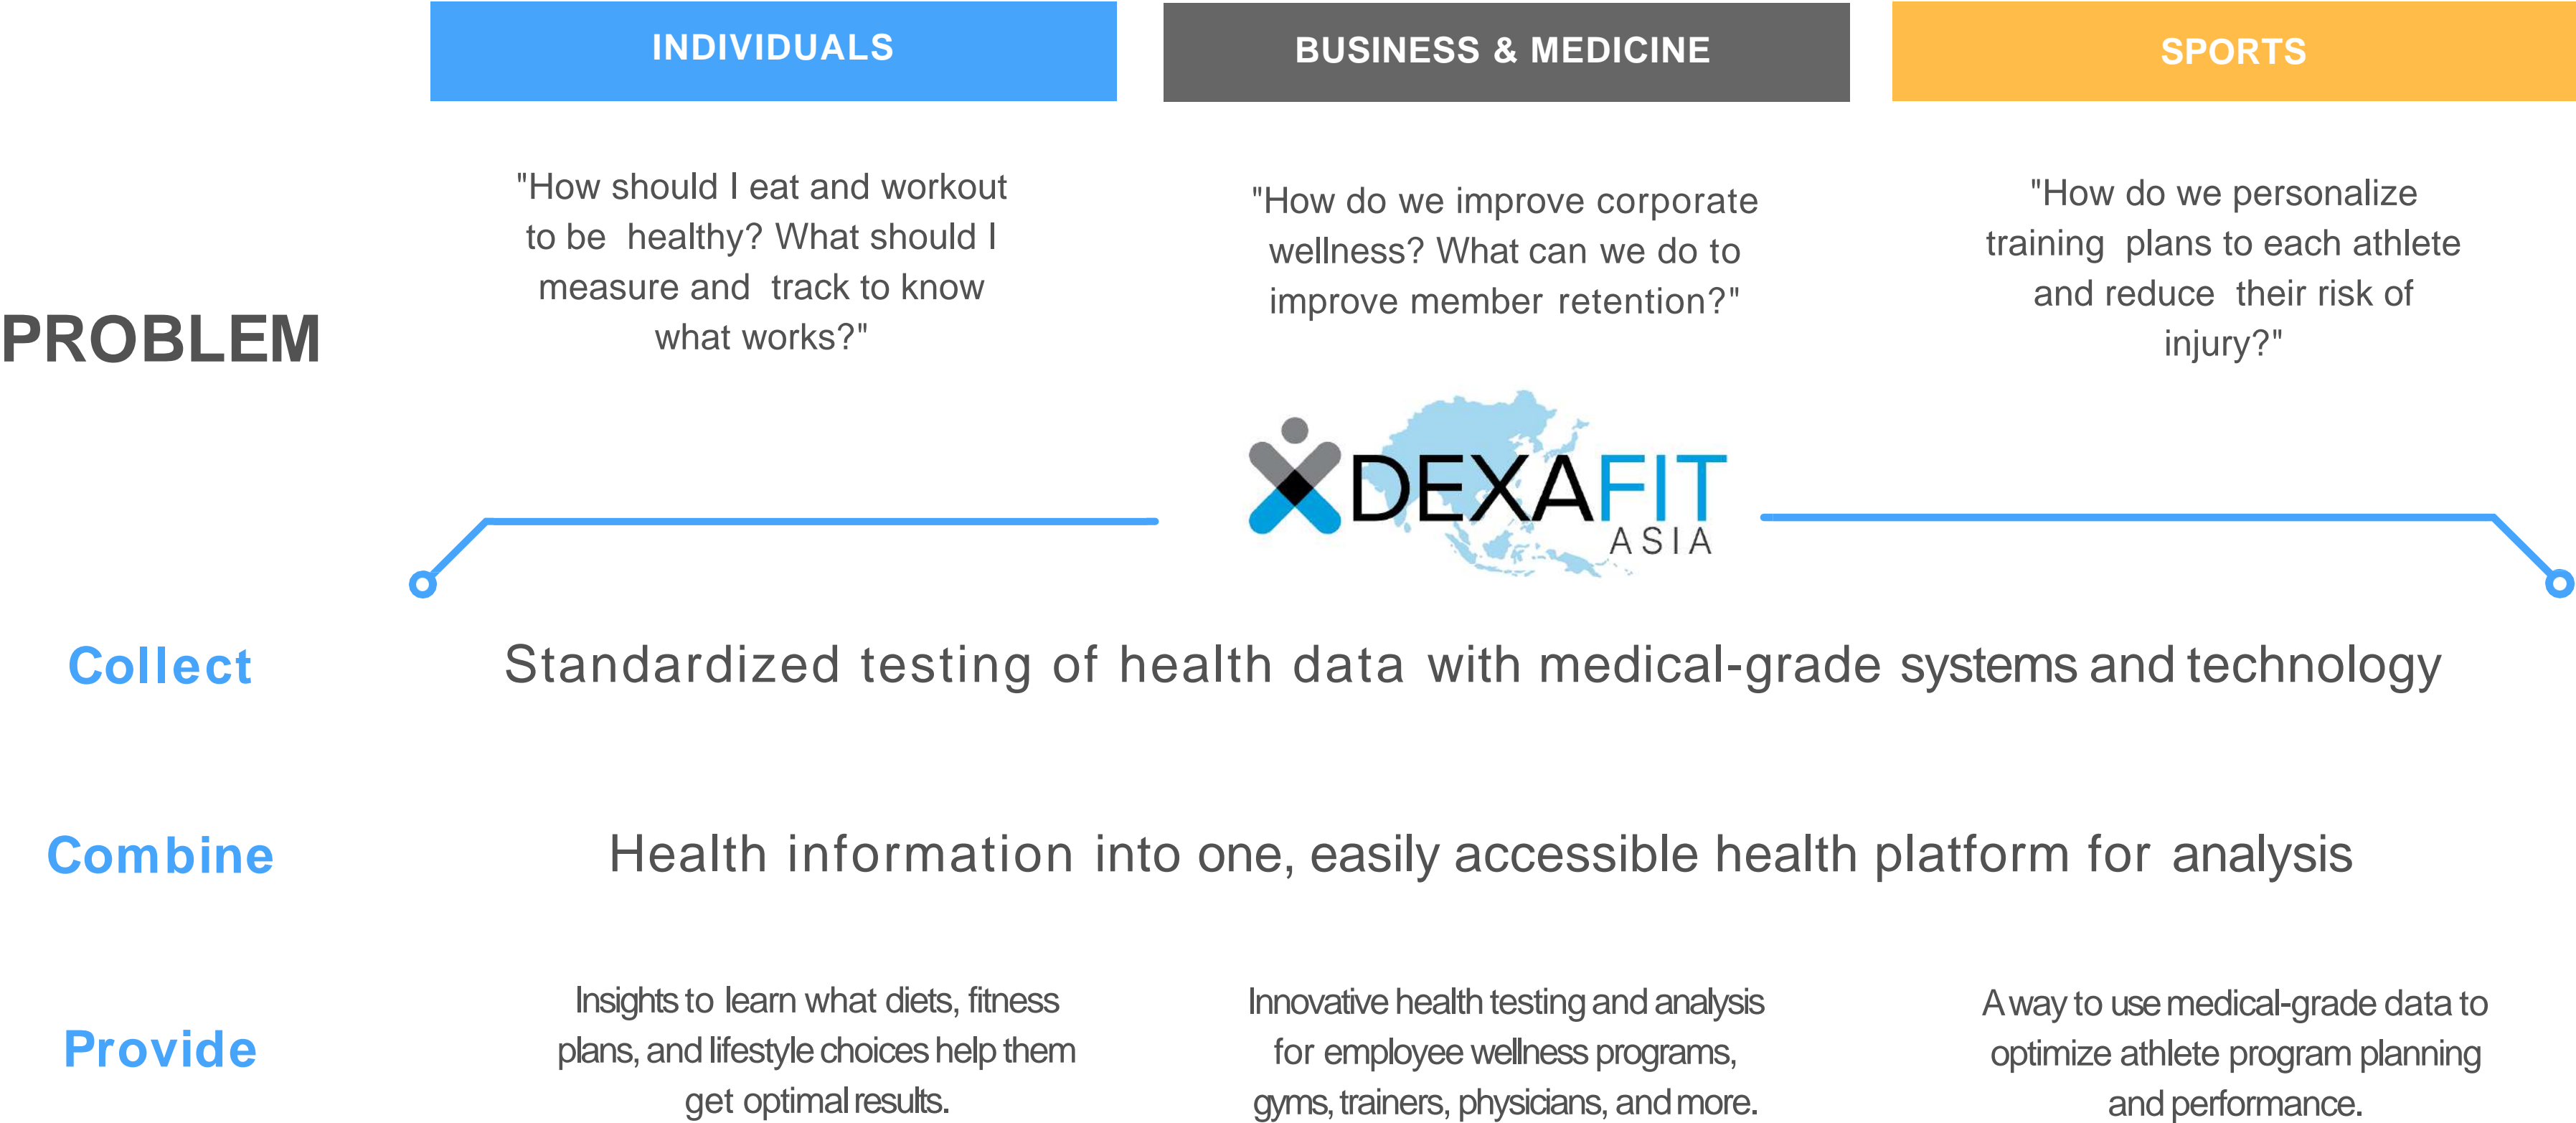 INDIVIDUALS
BUSINESS & MEDICINE
SPORTS
PROBLEM
"How should I eat and workout
to be healthy? What should I
measure and track to know
what works?"
"How do we improve corporate
wellness? What can we do to
improve member retention?"
"How do we personalize
training plans to each athlete
and reduce their risk of
injury?"
DEXAFIT
ASIA
Collect
Standardized testing of health data with medical-grade systems and technology
Combine
Health information into one, easily accessible health platform for analysis
Provide
Insights to learn what diets, fitness
plans, and lifestyle choices help them
get optimal results.
Innovative health testing and analysis
for employee wellness programs,
gyms, trainers, physicians, and more.
A way to use medical-grade data to
optimize athlete program planning
and performance.